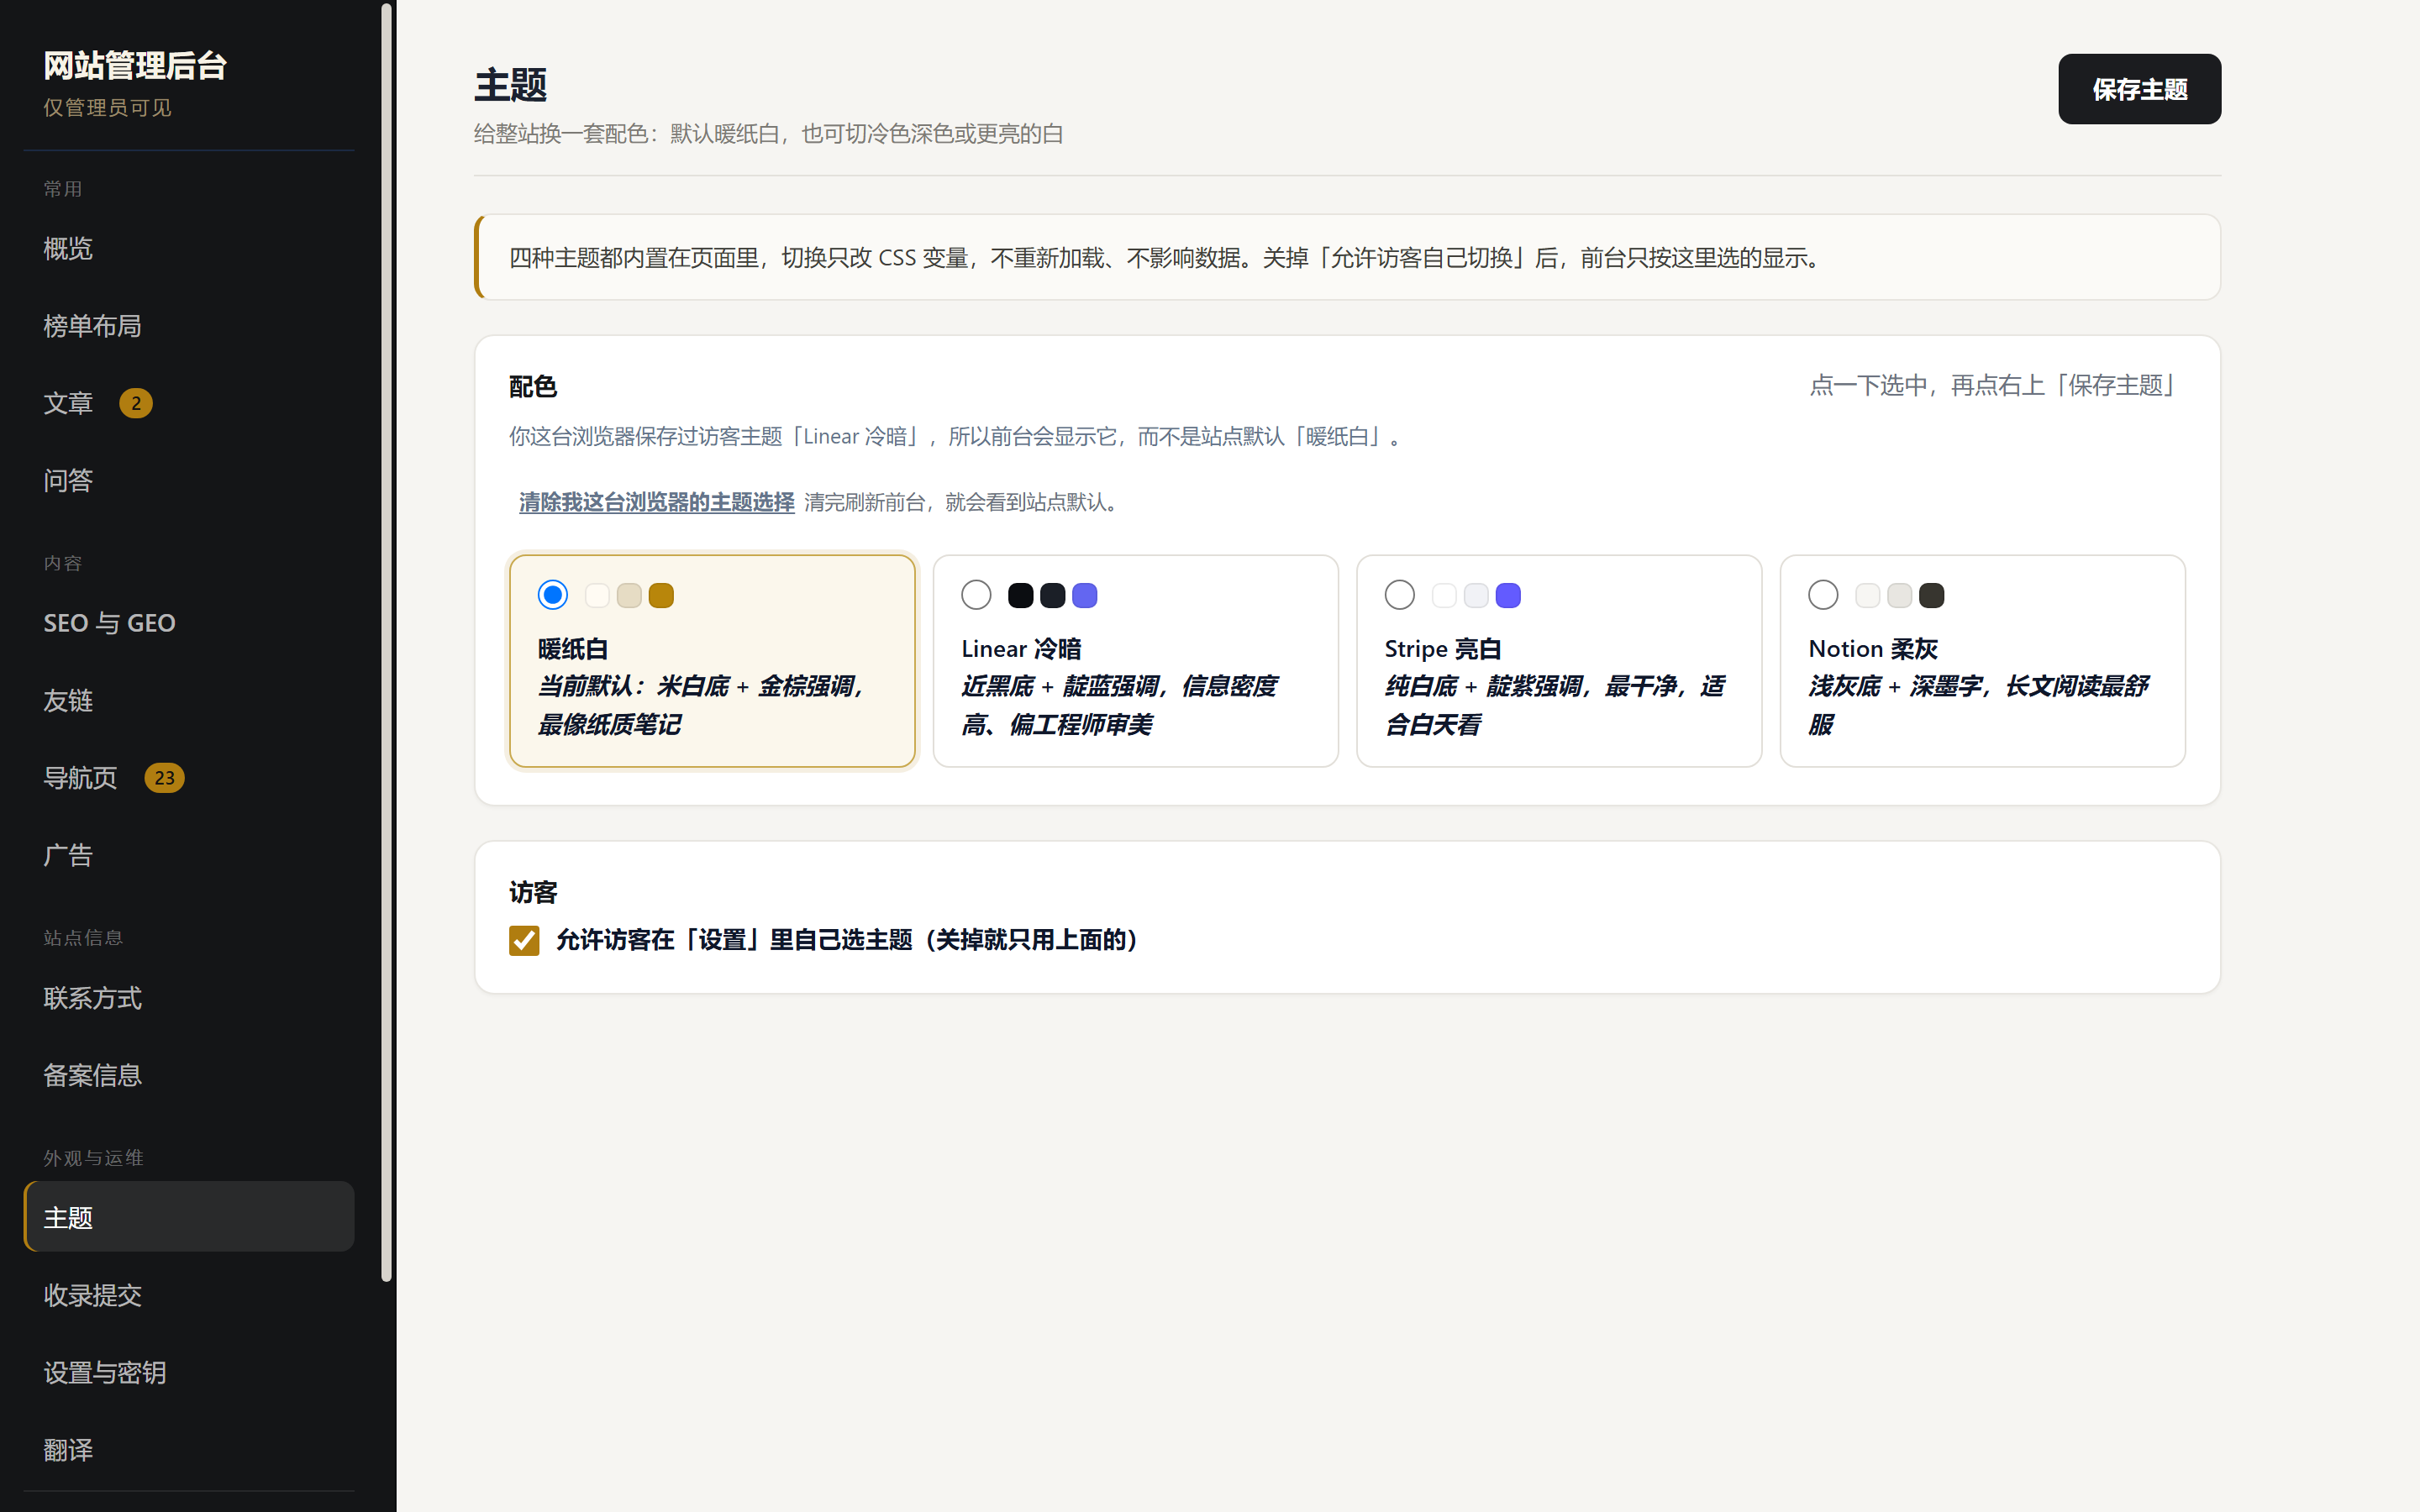 网站管理后台
仅管理员可见
常用
概览
榜单布局
文章 2
问答
内容
SEO 与 GEO
友链
导航页 23
广告
站点信息
联系方式
备案信息
外观与运维
主题
收录提交
设置与密钥
翻译
主题
给整站换一套配色：默认暖纸白，也可切冷色深色或更亮的白
保存主题
四种主题都内置在页面里，切换只改 CSS 变量，不重新加载、不影响数据。关掉「允许访客自己切换」后，前台只按这里选的显示。
配色
点一下选中，再点右上「保存主题」
你这台浏览器保存过访客主题「Linear 冷暗」，所以前台会显示它，而不是站点默认「暖纸白」。
清除我这台浏览器的主题选择 清完刷新前台，就会看到站点默认。
暖纸白
当前默认：米白底 + 金棕强调，
最像纸质笔记
Linear 冷暗
近黑底 + 靛蓝强调，信息密度
高、偏工程师审美
Stripe 亮白
纯白底 + 靛紫强调，最干净，适
合白天看
Notion 柔灰
浅灰底 + 深墨字，长文阅读最舒
服
访客
允许访客在「设置」里自己选主题（关掉就只用上面的）